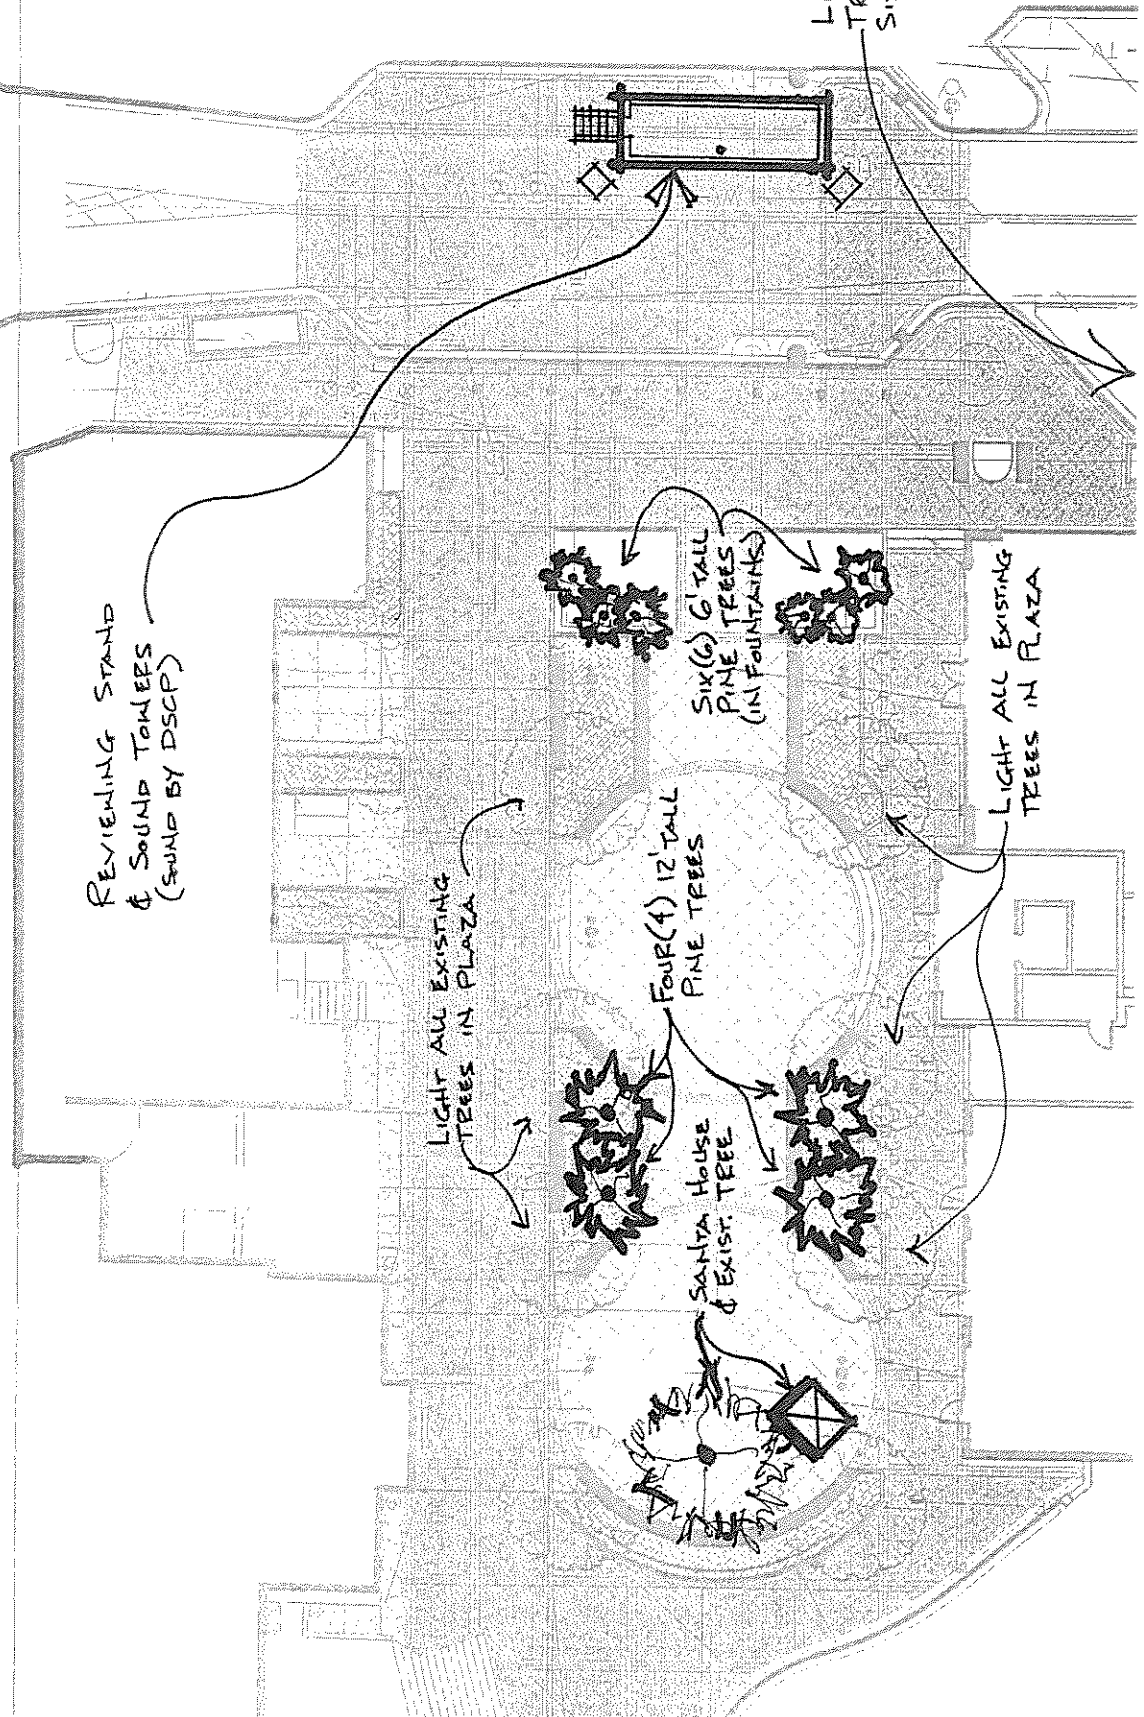 REVIEWING STAND
& SOUND TOWERS
(SOUND BY DSCP)
LIGHT ALL EXISTING
TREES IN PLAZA
SIX(6) 6' TALL
PINE TREES
(IN FOUNTAINS)
FOUR(4) 12' TALL
PINE TREES
SANTA HOUSE
& EXIST. TREE
LIGHT ALL EXISTING
TREES IN PLAZA